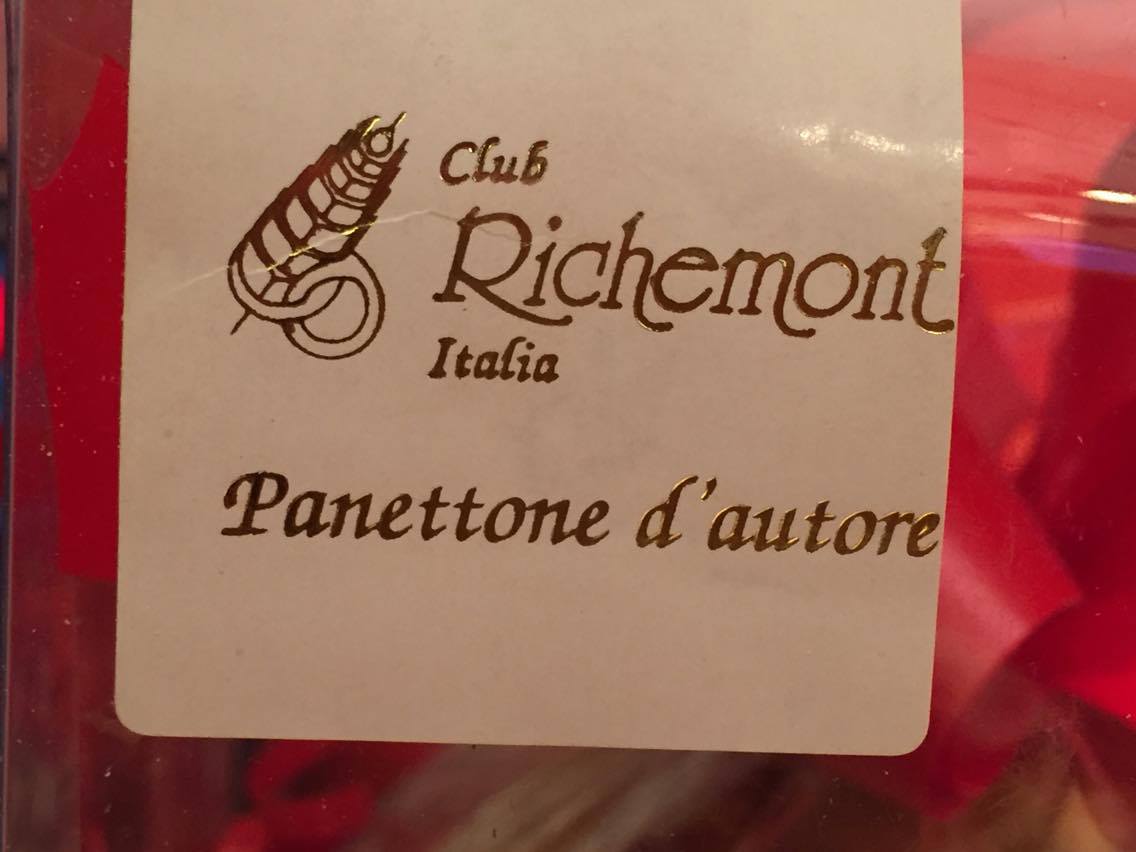 Club
Richemont
Italia
Panettone d'autore